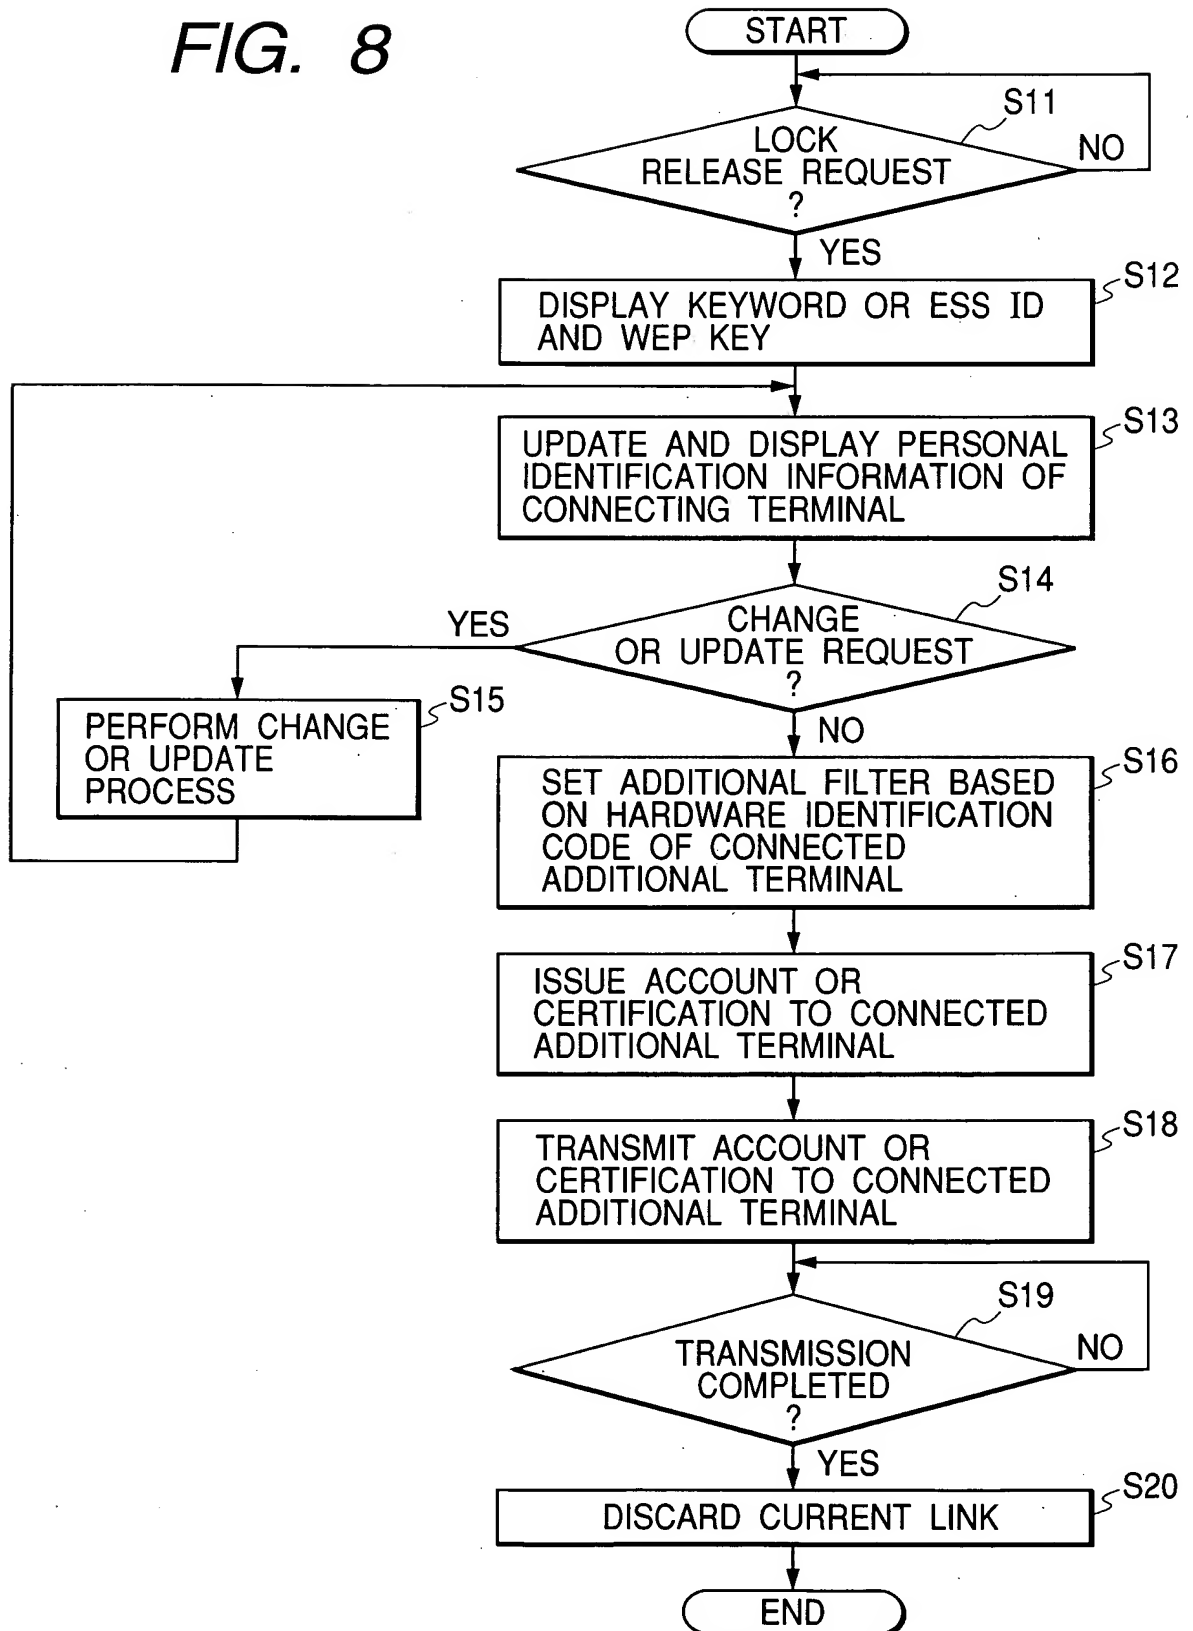 FIG. 8
START
S11
LOCK
RELEASE REQUEST
?
NO
YES
S12
DISPLAY KEYWORD OR ESS ID
AND WEP KEY
S13
UPDATE AND DISPLAY PERSONAL
IDENTIFICATION INFORMATION OF
CONNECTING TERMINAL
S14
CHANGE
OR UPDATE REQUEST
?
YES
S15
PERFORM CHANGE
OR UPDATE
PROCESS
NO
S16
SET ADDITIONAL FILTER BASED
ON HARDWARE IDENTIFICATION
CODE OF CONNECTED
ADDITIONAL TERMINAL
S17
ISSUE ACCOUNT OR
CERTIFICATION TO CONNECTED
ADDITIONAL TERMINAL
S18
TRANSMIT ACCOUNT OR
CERTIFICATION TO CONNECTED
ADDITIONAL TERMINAL
S19
TRANSMISSION
COMPLETED
?
NO
YES
S20
DISCARD CURRENT LINK
END